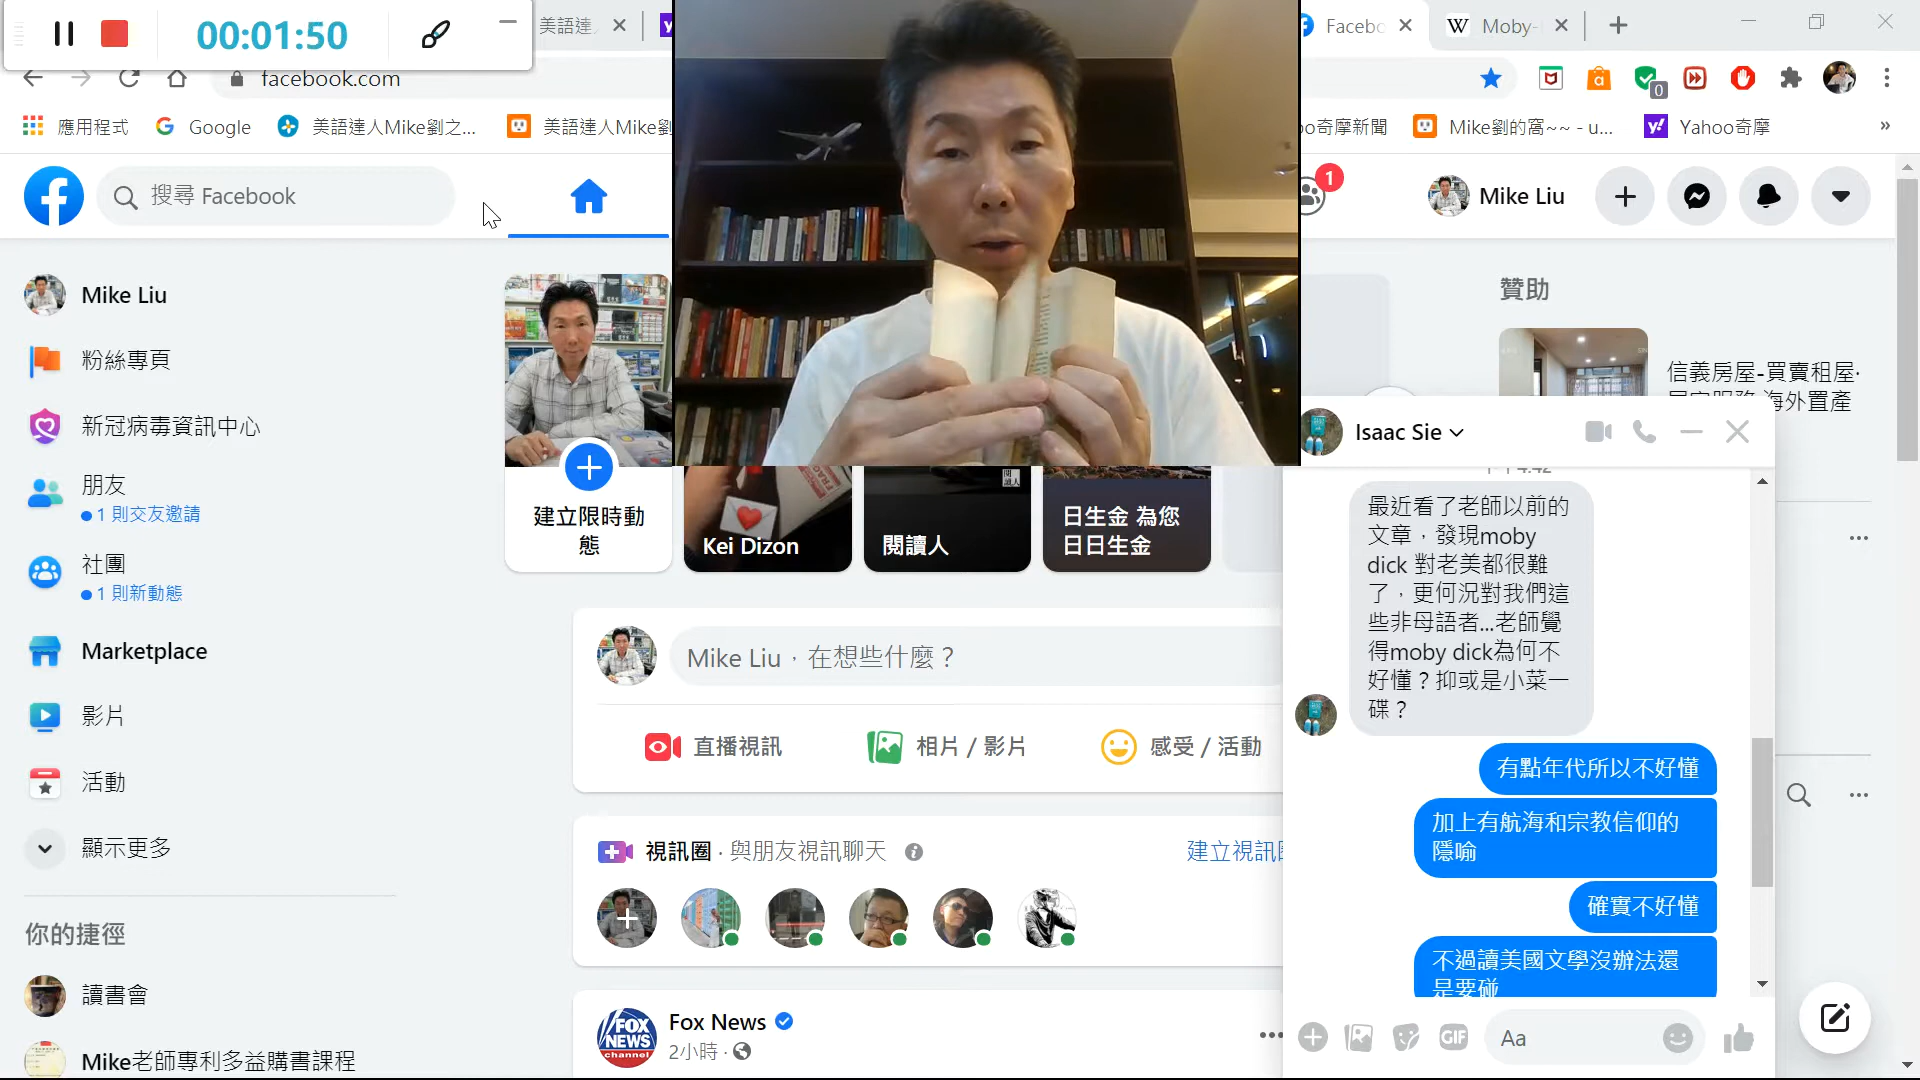 00:01:50
美語達
Facebo
Moby-
facebook.com
應用程式
Google
美語達人Mike劉之...
美語達人Mike劉
oo奇摩新聞
Mike劉的窩~~ - u...
Yahoo奇摩
»
0
搜尋 Facebook
1
Mike Liu
Mike Liu
粉絲專頁
新冠病毒資訊中心
朋友
1 則交友邀請
社團
1 則新動態
Marketplace
影片
活動
顯示更多
你的捷徑
讀書會
Mike老師專利多益購書課程
建立限時動
態
Kei Dizon
閱讀人
日生金 為您
日日生金
Mike Liu，在想些什麼？
直播視訊
相片 / 影片
感受 / 活動
視訊圈 · 與朋友視訊聊天
建立視訊
FOX
NEWS
channel
Fox News
2小時 ·
贊助
信義房屋-買賣租屋·
海外置產
Isaac Sie
最近看了老師以前的
文章，發現moby
dick 對老美都很難
了，更何況對我們這
些非母語者...老師覺
得moby dick為何不
好懂？抑或是小菜一
碟？
有點年代所以不好懂
加上有航海和宗教信仰的
隱喻
確實不好懂
不過讀美國文學沒辦法還
是要碰
GIF
Aa